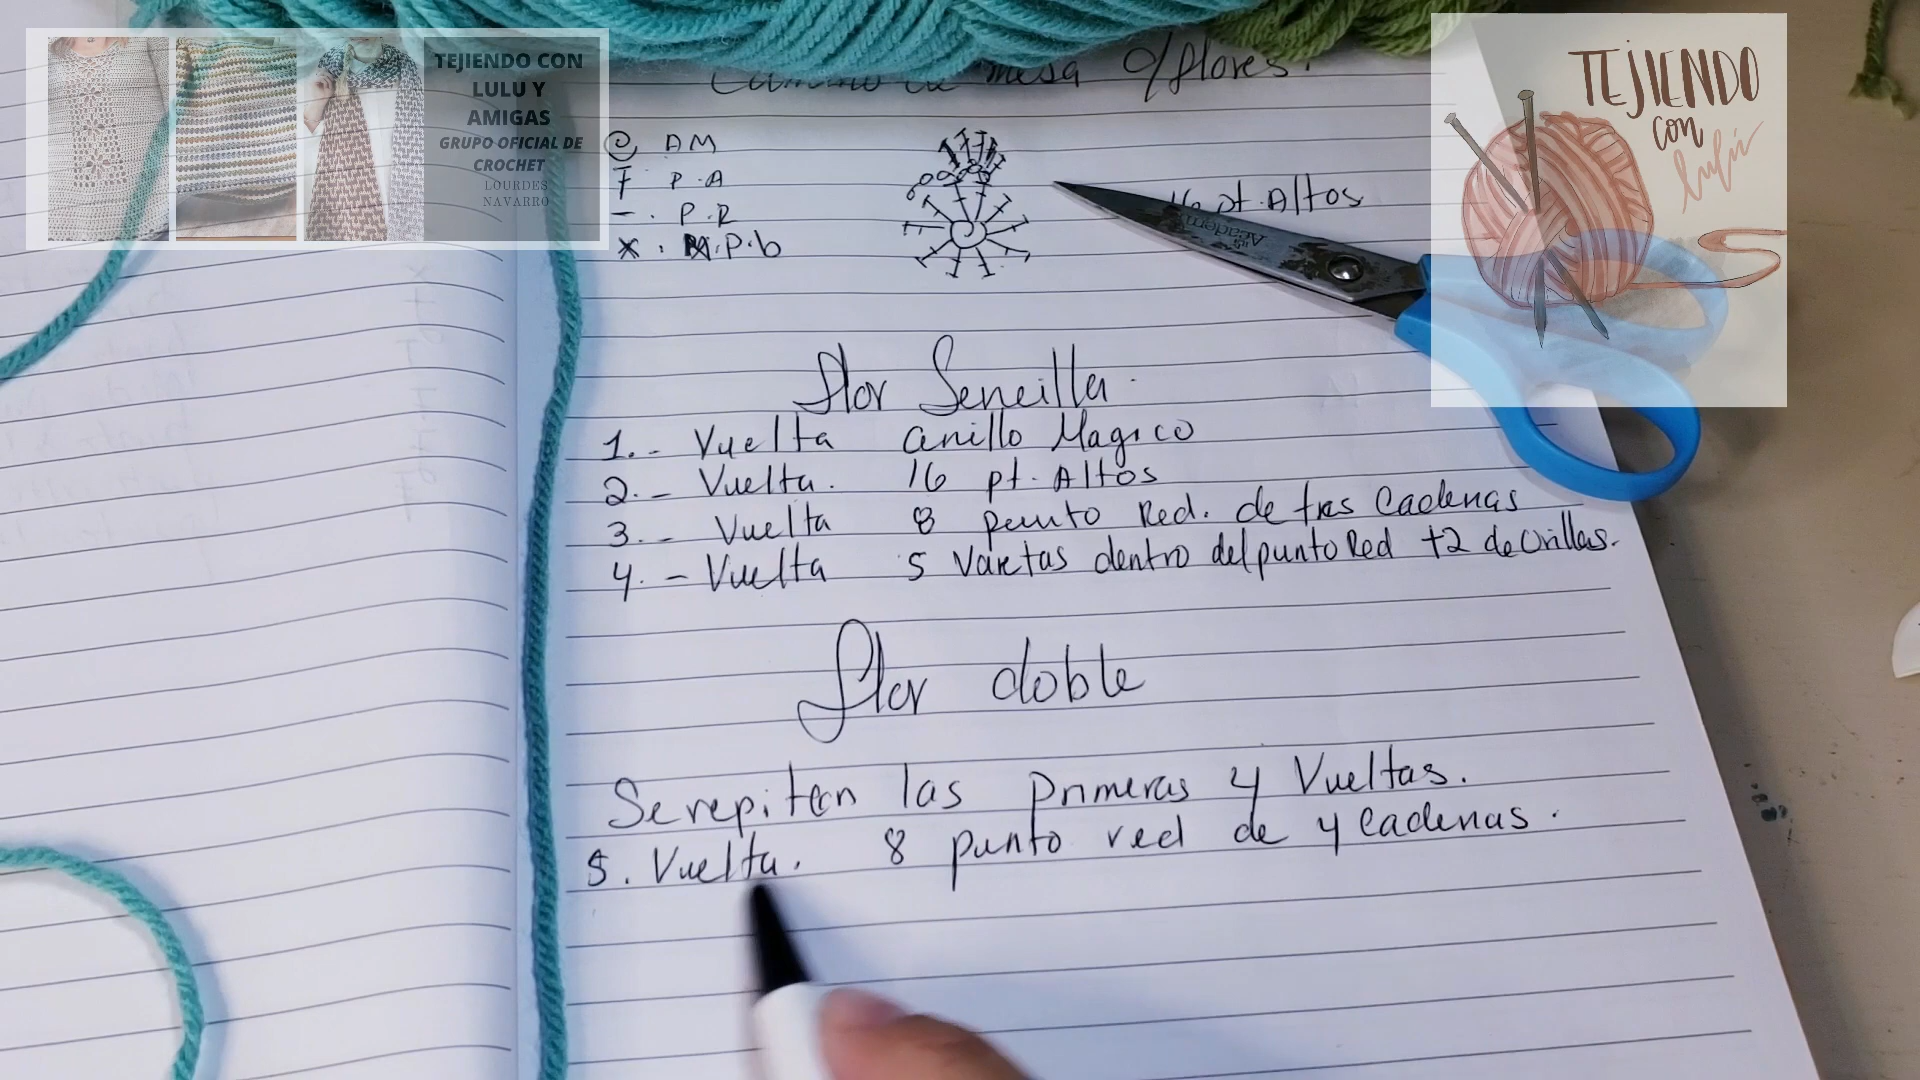 TEJIENDO CON
LULU Y
AMIGAS
GRUPO OFICIAL DE
CROCHET
LOURDES
NAVARRO
TEJIENDO
con
lulú
mesa c/flores.
AM
P.A
P.R
X . P.b
16 pt. Altos
Flor Sencilla
1.- Vuelta anillo Magico
2.- Vuelta. 16 pt. Altos
3.- Vuelta 8 punto Red. de tres Cadenas
4.- Vuelta 5 Varetas dentro del punto Red +2 de Orillas.
Flor doble
Se repiten las primeras 4 Vueltas.
5. Vuelta. 8 punto red de 4 Cadenas.